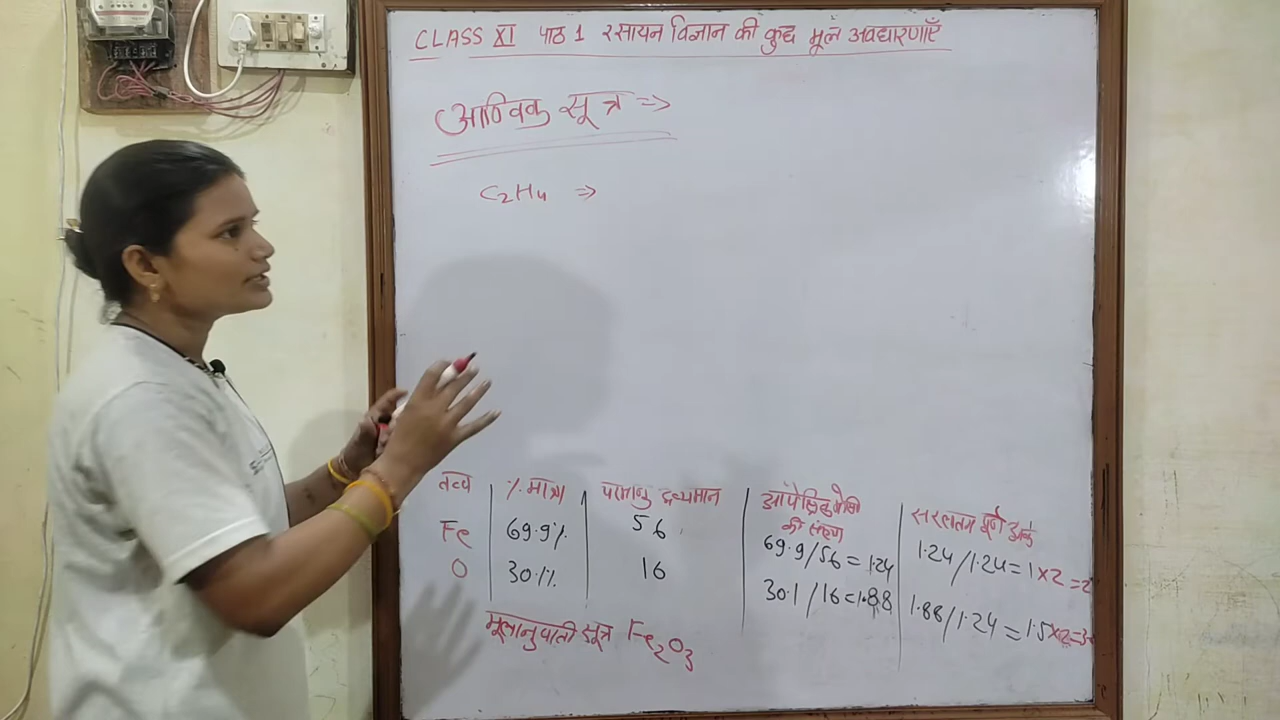 CLASS XI पाठ 1 रसायन विज्ञान की कुछ मूल अवधारणाएँ
आण्विक सूत्र =>
C₂H₄ =>
तत्व | % मात्रा | परमाणु द्रव्यमान | आपेक्षिक मोलों की संख्या | सरलतम पूर्ण
Fe | 69.9% | 56 | 69.9/56 = 1.24 | 1.24/1.24 = 1 × 2 = 2
O | 30.1% | 16 | 30.1/16 = 1.88 | 1.88/1.24 = 1.5 × 2 = 3
मूलानुपाती सूत्र Fe₂O₃